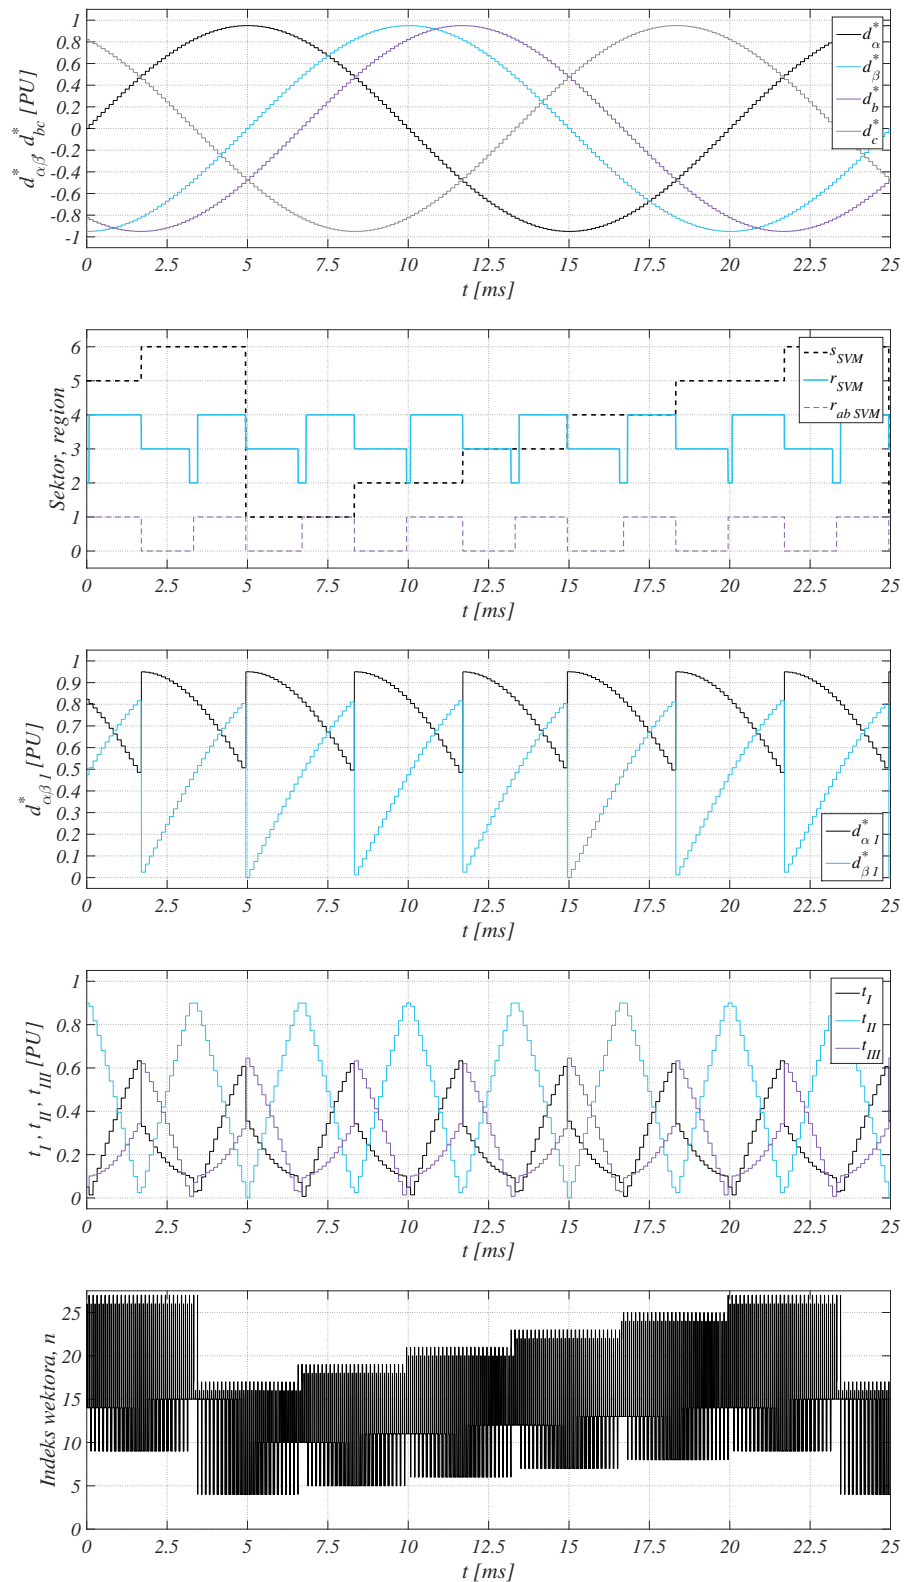 1
0.8
0.6
0.4
0.2
0
-0.2
-0.4
-0.6
-0.8
-1
d*αβ, d*bc [PU]
d*α
d*β
d*b
d*c
0 2.5 5 7.5 10 12.5 15 17.5 20 22.5 25
t [ms]
6
5
4
3
2
1
0
Sektor, region
sSVM
rSVM
rab SVM
0 2.5 5 7.5 10 12.5 15 17.5 20 22.5 25
t [ms]
1
0.9
0.8
0.7
0.6
0.5
0.4
0.3
0.2
0.1
0
d*αβ 1 [PU]
d*α 1
d*β 1
0 2.5 5 7.5 10 12.5 15 17.5 20 22.5 25
t [ms]
1
0.8
0.6
0.4
0.2
0
tI, tII, tIII [PU]
tI
tII
tIII
0 2.5 5 7.5 10 12.5 15 17.5 20 22.5 25
t [ms]
25
20
15
10
5
0
Indeks wektora, n
0 2.5 5 7.5 10 12.5 15 17.5 20 22.5 25
t [ms]